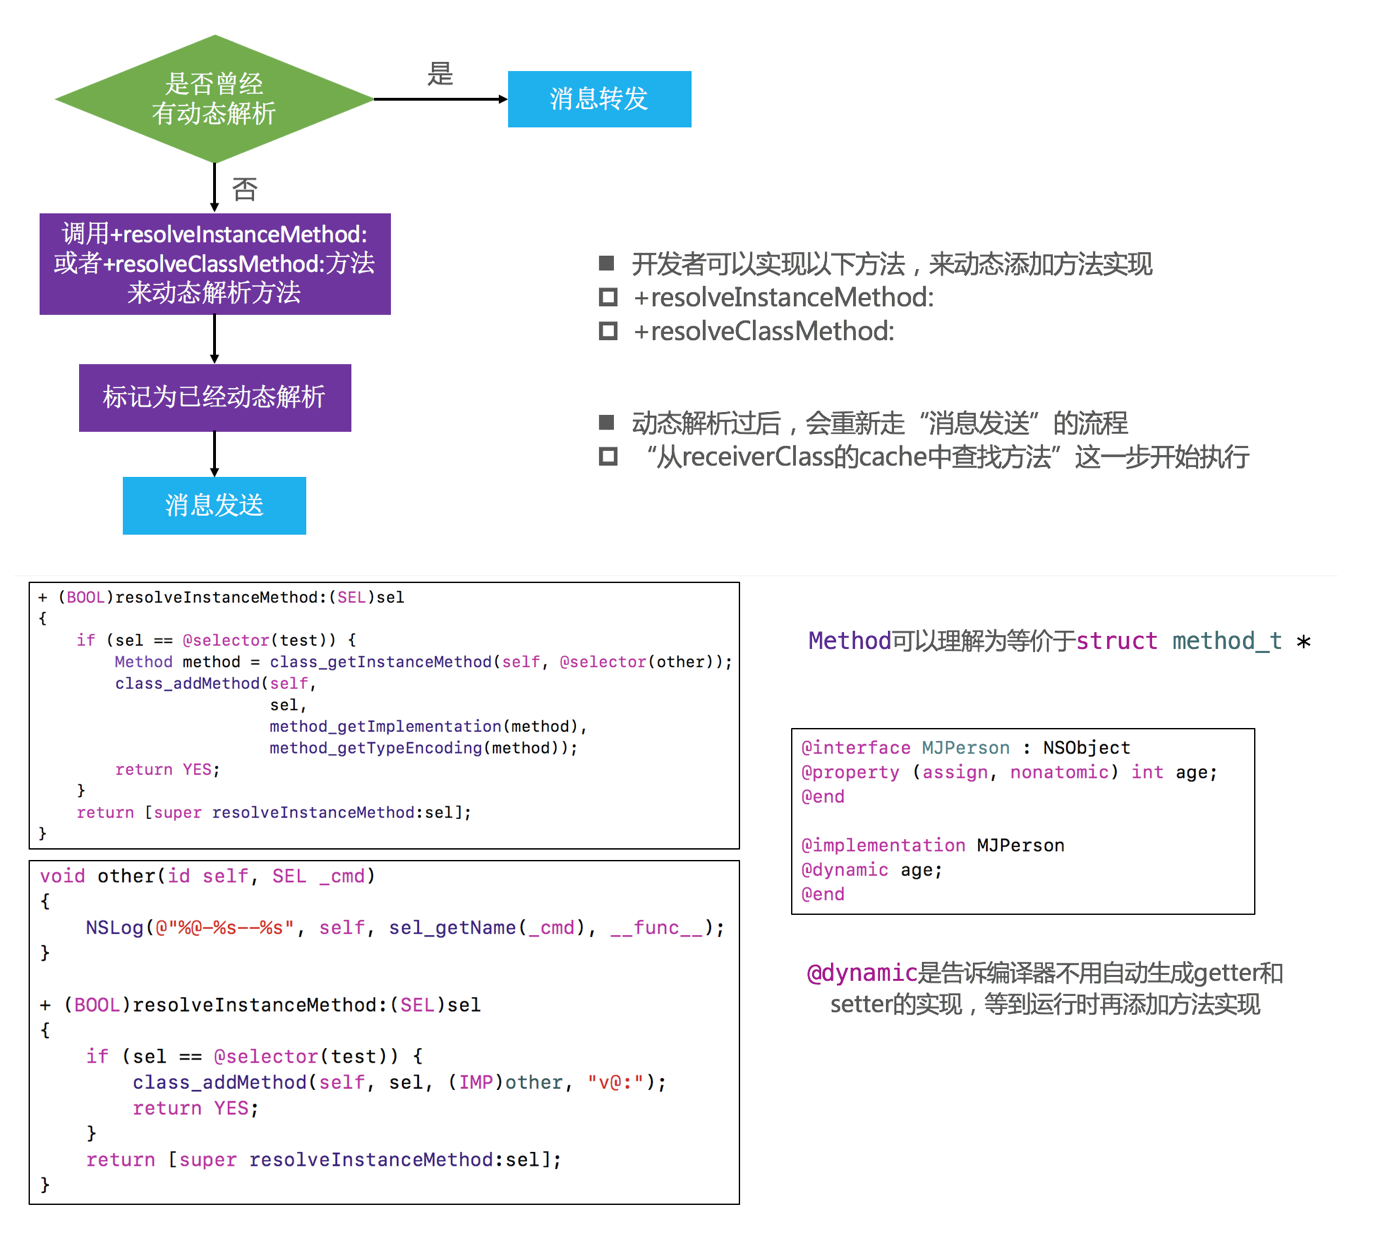 是否曾经
有动态解析
是
消息转发
否
调用+resolveInstanceMethod:
或者+resolveClassMethod:方法
来动态解析方法
标记为已经动态解析
消息发送
■ 开发者可以实现以下方法，来动态添加方法实现
□ +resolveInstanceMethod:
□ +resolveClassMethod:
■ 动态解析过后，会重新走“消息发送”的流程
□ “从receiverClass的cache中查找方法”这一步开始执行
+ (BOOL)resolveInstanceMethod:(SEL)sel
{
    if (sel == @selector(test)) {
        Method method = class_getInstanceMethod(self, @selector(other));
        class_addMethod(self,
                        sel,
                        method_getImplementation(method),
                        method_getTypeEncoding(method));
        return YES;
    }
    return [super resolveInstanceMethod:sel];
}
void other(id self, SEL _cmd)
{
    NSLog(@"%@-%s--%s", self, sel_getName(_cmd), __func__);
}
+ (BOOL)resolveInstanceMethod:(SEL)sel
{
    if (sel == @selector(test)) {
        class_addMethod(self, sel, (IMP)other, "v@:");
        return YES;
    }
    return [super resolveInstanceMethod:sel];
}
Method可以理解为等价于struct method_t *
@interface MJPerson : NSObject
@property (assign, nonatomic) int age;
@end
@implementation MJPerson
@dynamic age;
@end
@dynamic是告诉编译器不用自动生成getter和
setter的实现，等到运行时再添加方法实现